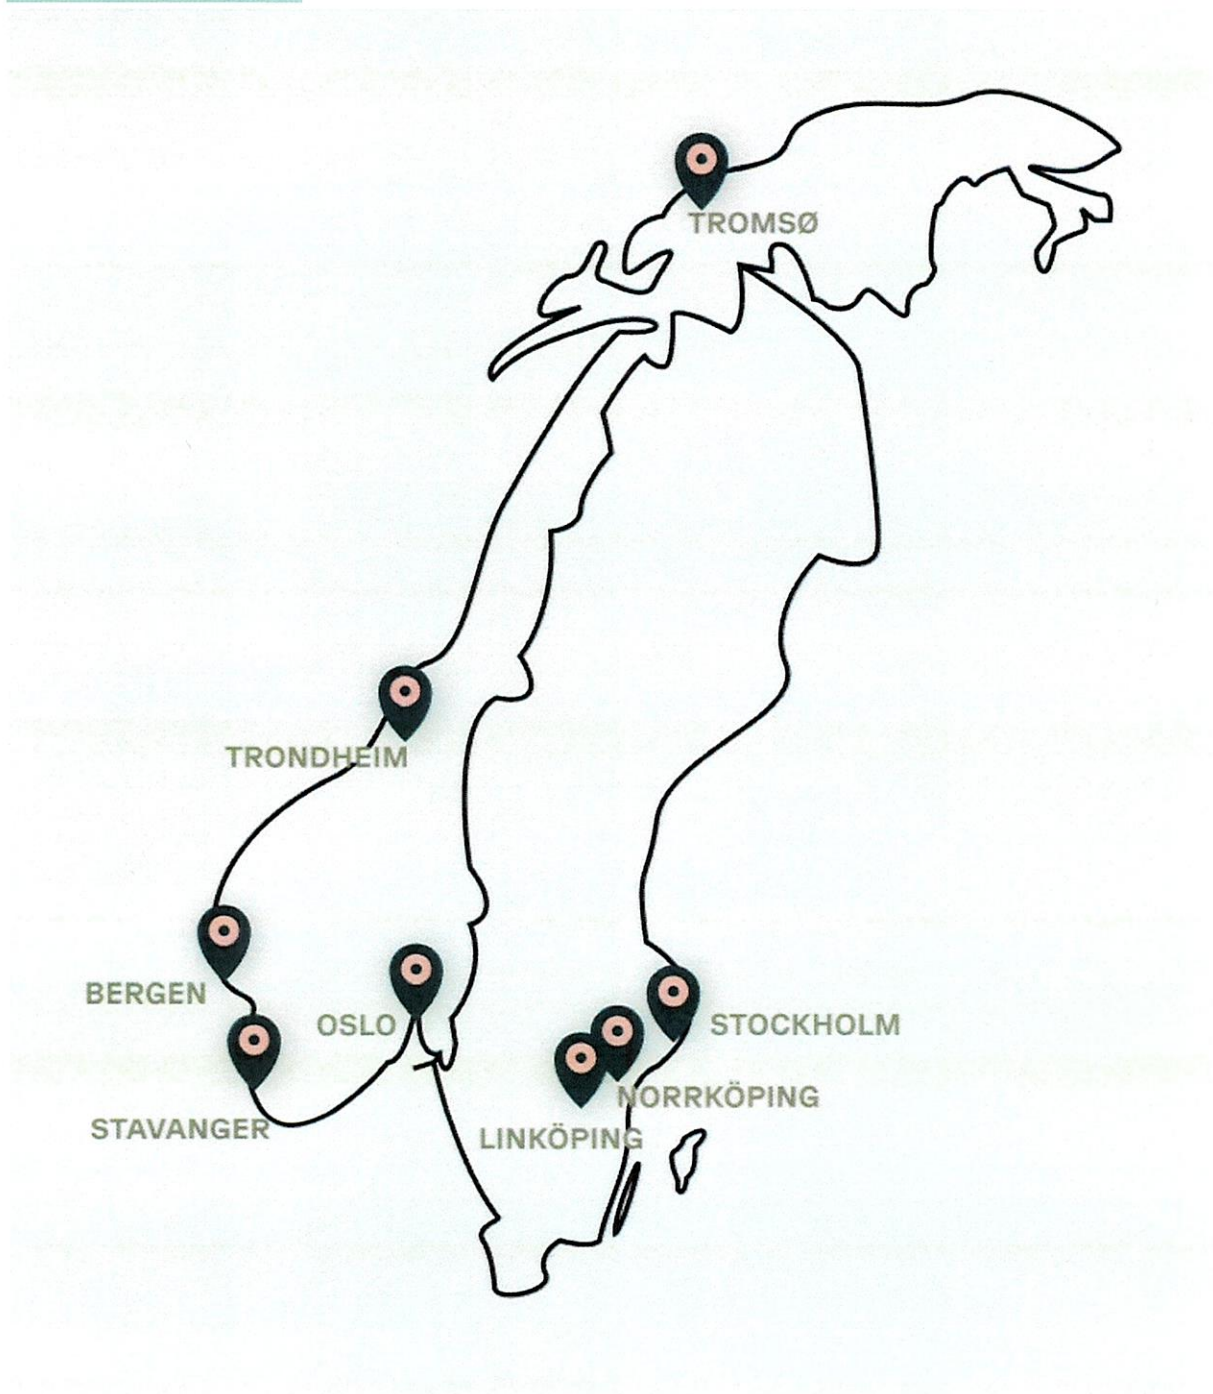 TROMSØ
TRONDHEIM
BERGEN
OSLO
STOCKHOLM
NORRKÖPING
STAVANGER
LINKÖPING